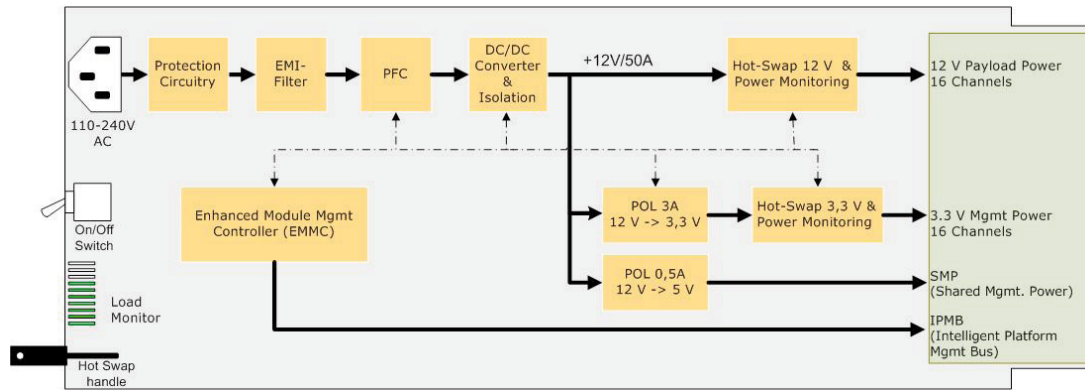 110-240V
AC
Protection
Circuitry
EMI-
Filter
PFC
DC/DC
Converter
&
Isolation
+12V/50A
Hot-Swap 12 V &
Power Monitoring
12 V Payload Power
16 Channels
Enhanced Module Mgmt
Controller (EMMC)
POL 3A
12 V -> 3,3 V
Hot-Swap 3,3 V &
Power Monitoring
3.3 V Mgmt Power
16 Channels
On/Off
Switch
POL 0,5A
12 V -> 5 V
SMP
(Shared Mgmt. Power)
Load
Monitor
IPMB
(Intelligent Platform
Mgmt Bus)
Hot Swap
handle